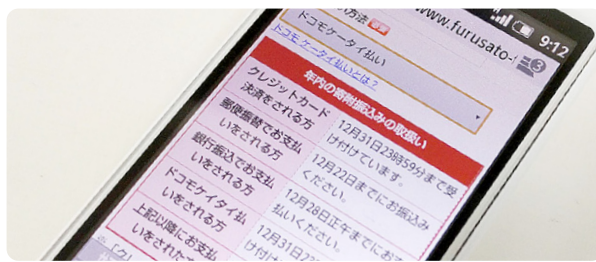 www.furusato-
9:12
3
い方法 必須
ドコモケータイ払い
ドコモ ケータイ払いとは?
年内の寄附振込みの取扱い
クレジットカード
決済をされる方
12月31日23時59分まで受
け付けています。
郵便振替でお支払
いをされる方
12月22日までにお振込み
ください。
銀行振込でお支払
いをされる方
12月28日正午までにお支
払いください。
ドコモケイタイ払
いをされる方
12月31日23
け付け
上記以降にお支払
いをされた